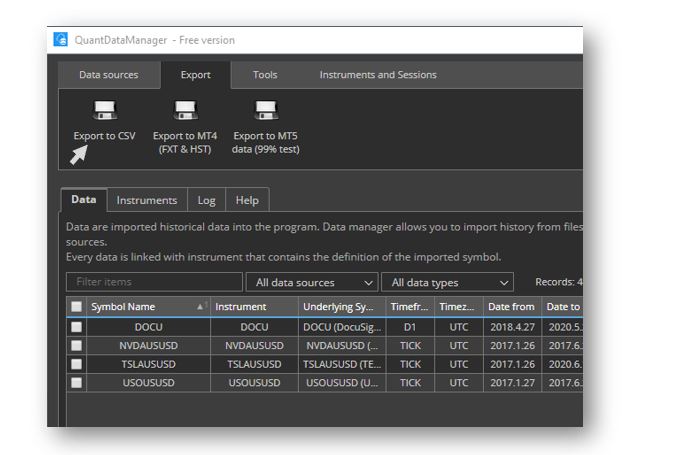 QuantDataManager - Free version
Data sources Export Tools Instruments and Sessions
Export to CSV Export to MT4 Export to MT5
(FXT & HST) data (99% test)
Data Instruments Log Help
Data are imported historical data into the program. Data manager allows you to import history from files
sources.
Every data is linked with instrument that contains the definition of the imported symbol.
Filter items All data sources All data types Records: 4
Symbol Name 1 Instrument Underlying Sy... Timefr... Timez... Date from Date to
DOCU DOCU DOCU (DocuSig... D1 UTC 2018.4.27 2020.5.
NVDAUSUSD NVDAUSUSD NVDAUSUSD (... TICK UTC 2017.1.26 2017.6.
TSLAUSUSD TSLAUSUSD TSLAUSUSD (TE... TICK UTC 2017.1.26 2020.6.
USOUSUSD USOUSUSD USOUSUSD (U... TICK UTC 2017.1.27 2017.6.